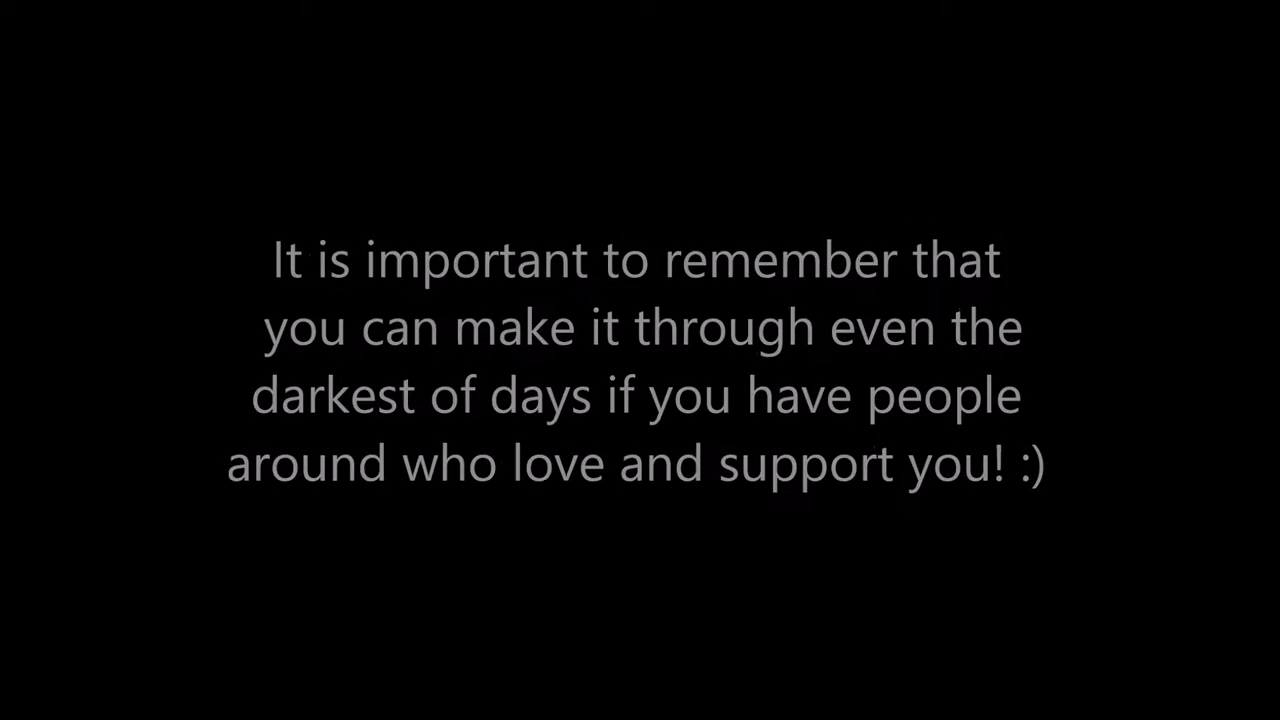 It is important to remember that
you can make it through even the
darkest of days if you have people
around who love and support you! :)